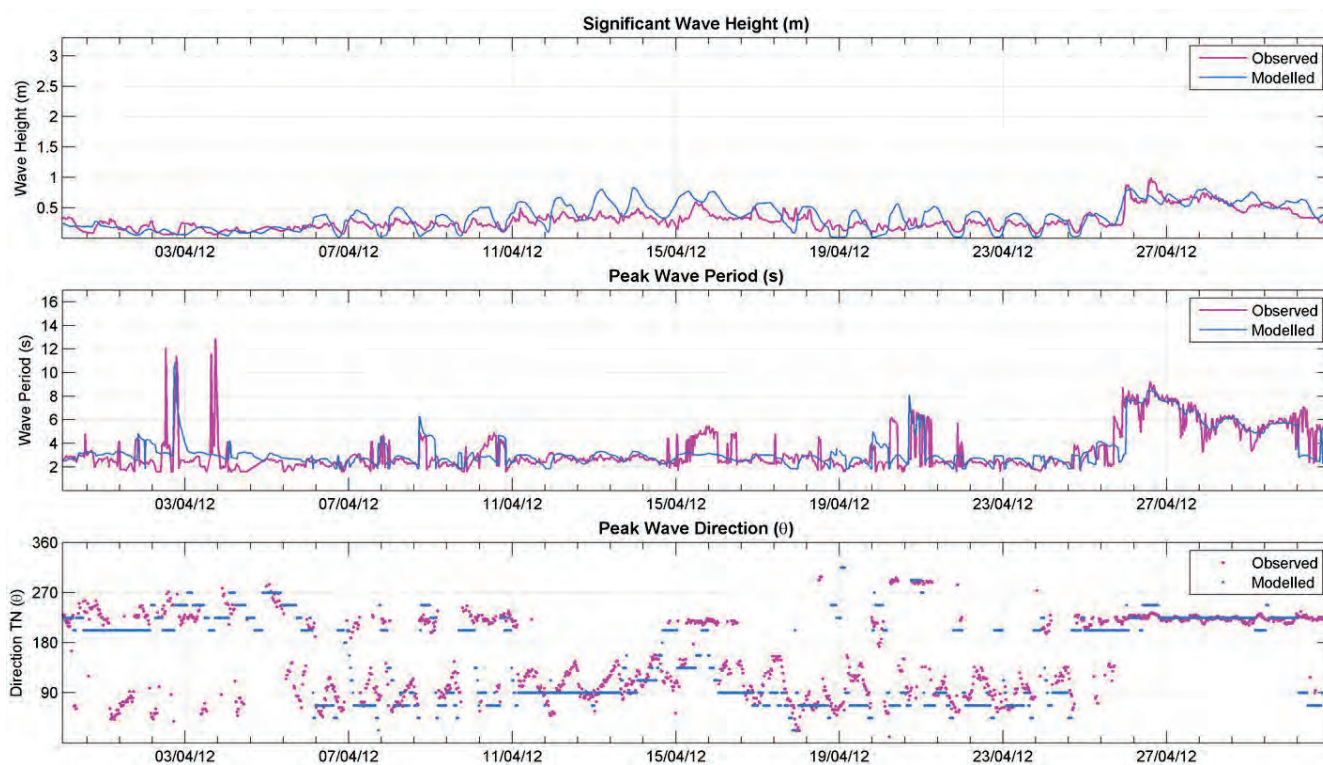 Significant Wave Height (m)
3
2.5
2
1.5
1
0.5
Wave Height (m)
Observed
Modelled
03/04/12 07/04/12 11/04/12 15/04/12 19/04/12 23/04/12 27/04/12
Peak Wave Period (s)
16
14
12
10
8
6
4
2
Wave Period (s)
Observed
Modelled
03/04/12 07/04/12 11/04/12 15/04/12 19/04/12 23/04/12 27/04/12
Peak Wave Direction (θ)
360
270
180
90
Direction TN (θ)
Observed
Modelled
03/04/12 07/04/12 11/04/12 15/04/12 19/04/12 23/04/12 27/04/12